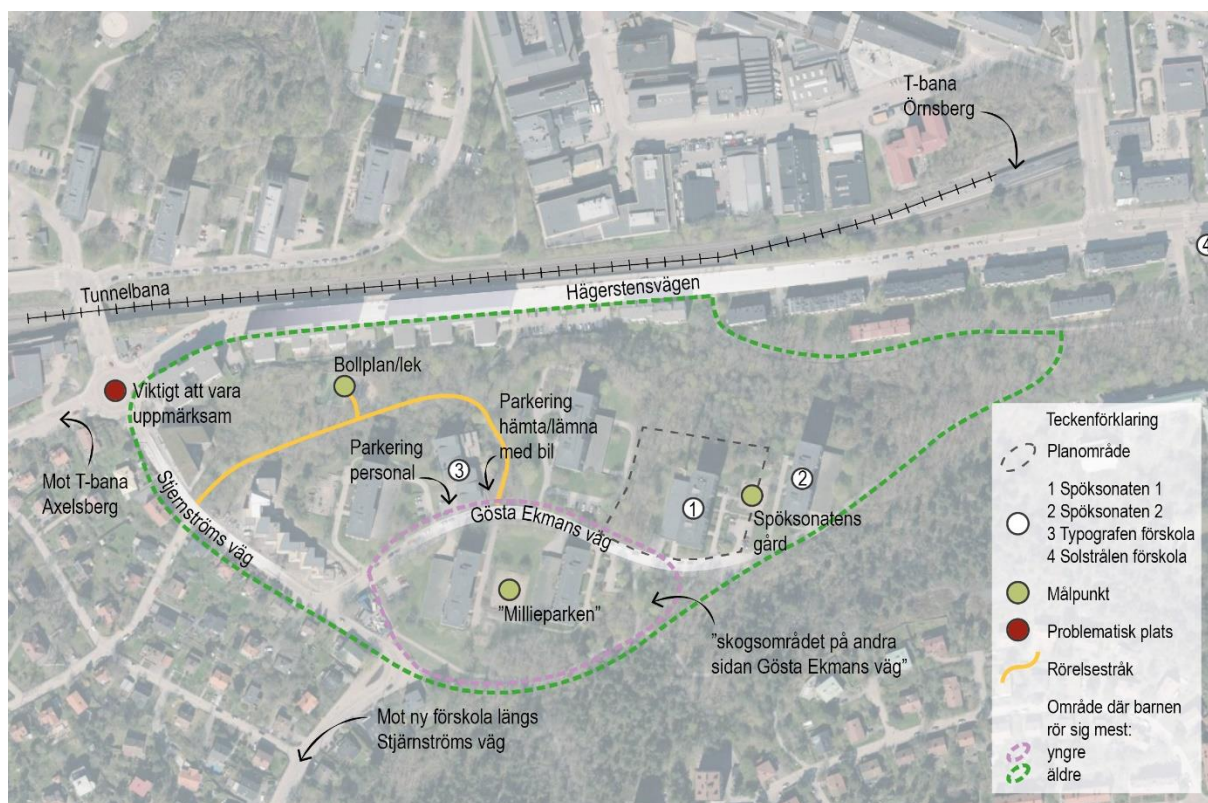 T-bana
Örnsberg
4
Tunnelbana
Hägerstensvägen
Bollplan/lek
Viktigt att vara
uppmärksam
Parkering
hämta/lämna
med bil
Parkering
personal
Mot T-bana
Axelsberg
3
1
2
Stjernströms väg
Gösta Ekmans väg
Spöksonatens
gård
"Millieparken"
"skogsområdet på andra
sidan Gösta Ekmans väg"
Mot ny förskola längs
Stjärnströms väg
Teckenförklaring
Planområde
1 Spöksonaten 1
2 Spöksonaten 2
3 Typografen förskola
4 Solstrålen förskola
Målpunkt
Problematisk plats
Rörelsestråk
Område där barnen
rör sig mest:
yngre
äldre